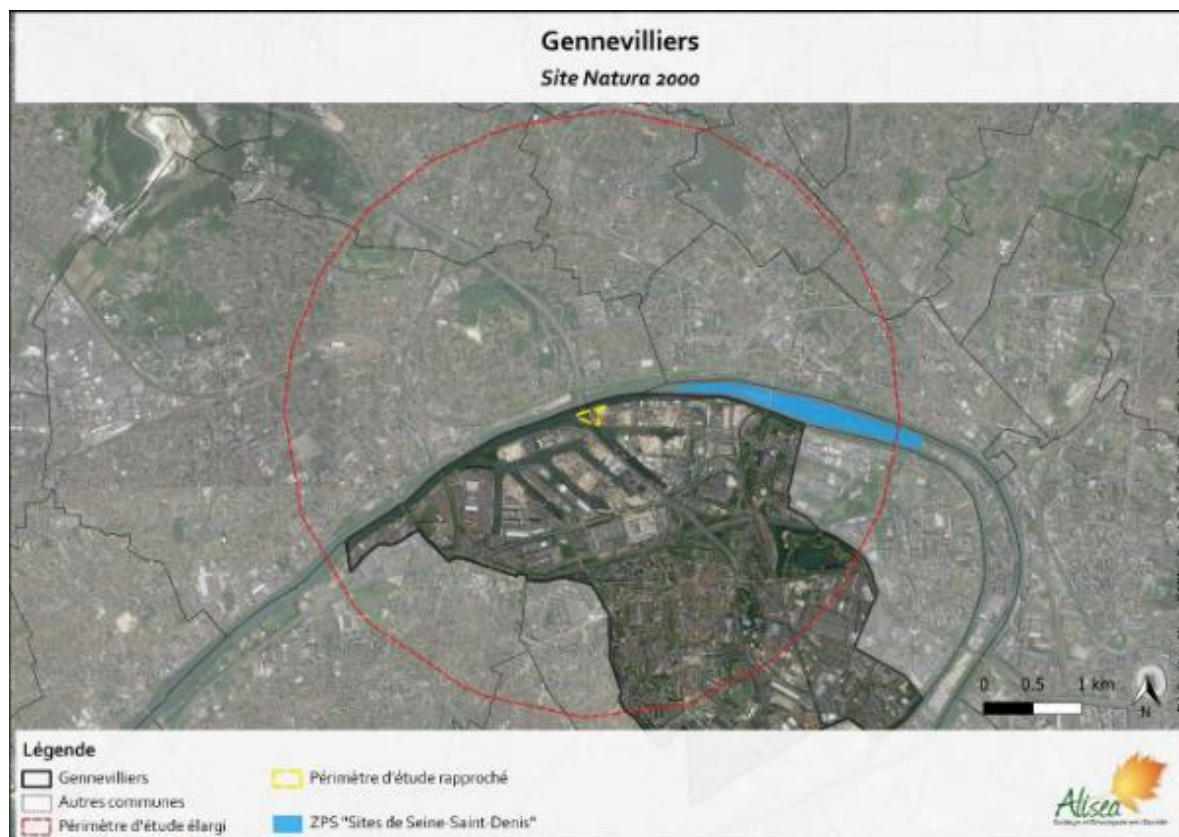 Gennevilliers
Site Natura 2000
0 0.5 1 km
N
Légende
Gennevilliers
Autres communes
Périmètre d'étude élargi
Périmètre d'étude rapproché
ZPS "Sites de Seine-Saint-Denis"
Alisea